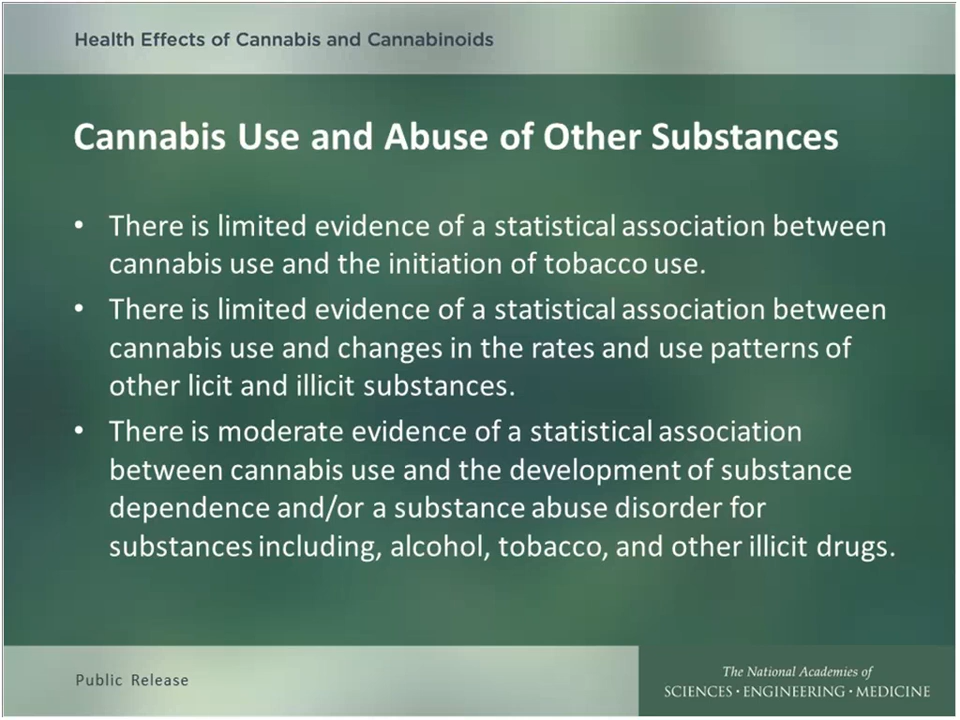 Health Effects of Cannabis and Cannabinoids
Cannabis Use and Abuse of Other Substances
• There is limited evidence of a statistical association between
cannabis use and the initiation of tobacco use.
• There is limited evidence of a statistical association between
cannabis use and changes in the rates and use patterns of
other licit and illicit substances.
• There is moderate evidence of a statistical association
between cannabis use and the development of substance
dependence and/or a substance abuse disorder for
substances including, alcohol, tobacco, and other illicit drugs.
Public Release
The National Academies of
SCIENCES • ENGINEERING • MEDICINE